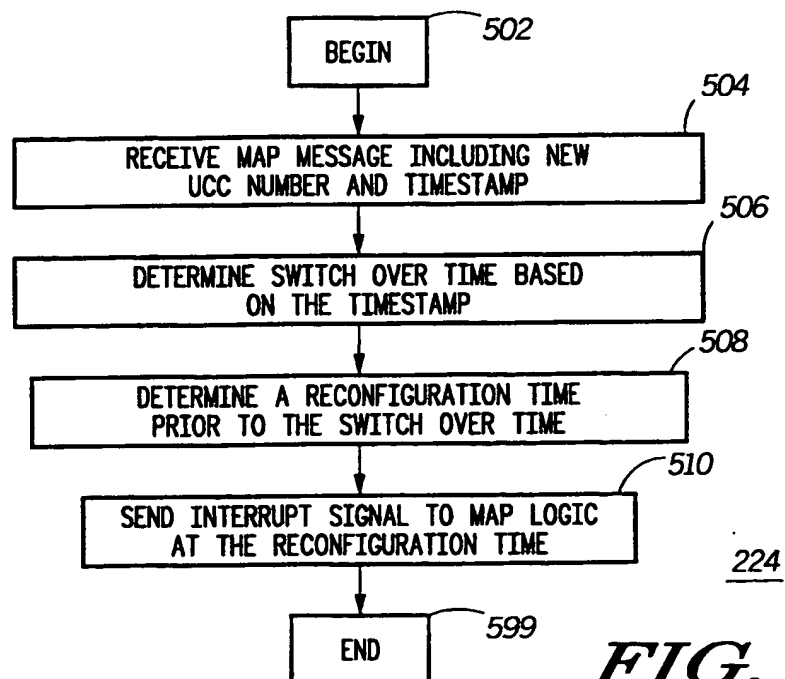 BEGIN
502
504
RECEIVE MAP MESSAGE INCLUDING NEW
UCC NUMBER AND TIMESTAMP
506
DETERMINE SWITCH OVER TIME BASED
ON THE TIMESTAMP
508
DETERMINE A RECONFIGURATION TIME
PRIOR TO THE SWITCH OVER TIME
510
SEND INTERRUPT SIGNAL TO MAP LOGIC
AT THE RECONFIGURATION TIME
224
END
599
FIG.